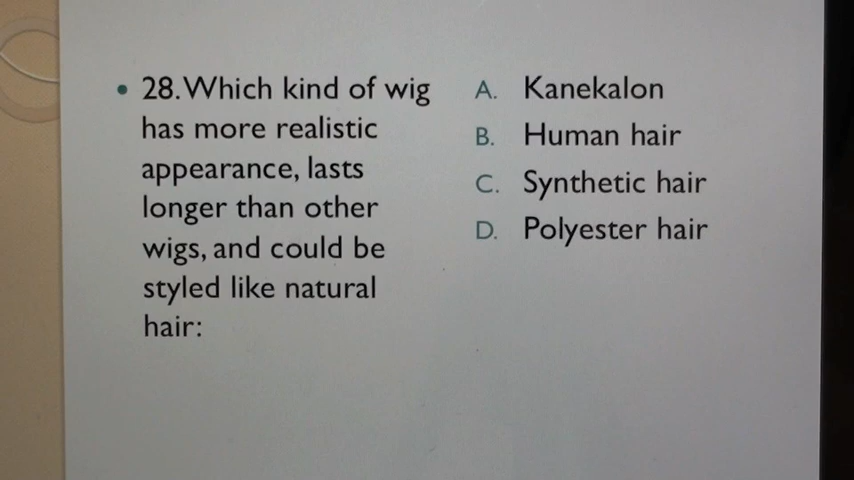 • 28. Which kind of wig
has more realistic
appearance, lasts
longer than other
wigs, and could be
styled like natural
hair:
A. Kanekalon
B. Human hair
C. Synthetic hair
D. Polyester hair